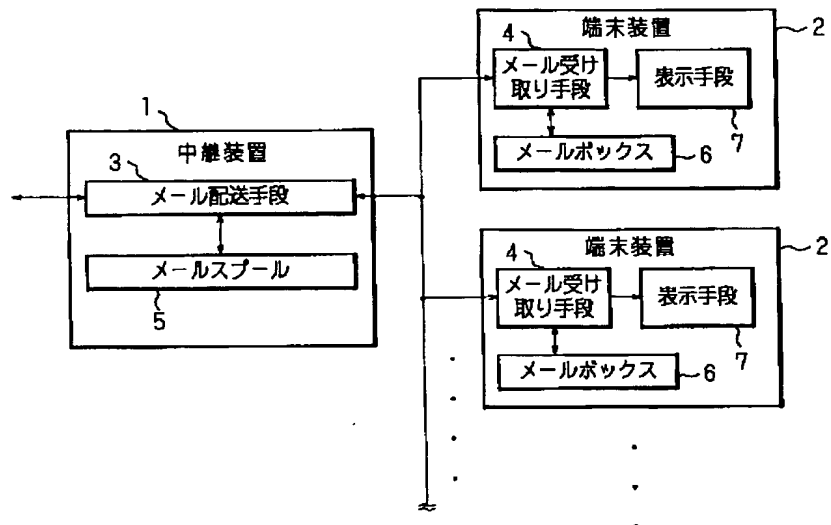 1
中継装置
3
メール配送手段
メールスプール
5
端末装置
2
4
メール受け
取り手段
表示手段
7
メールボックス
6
端末装置
2
4
メール受け
取り手段
表示手段
7
メールボックス
6